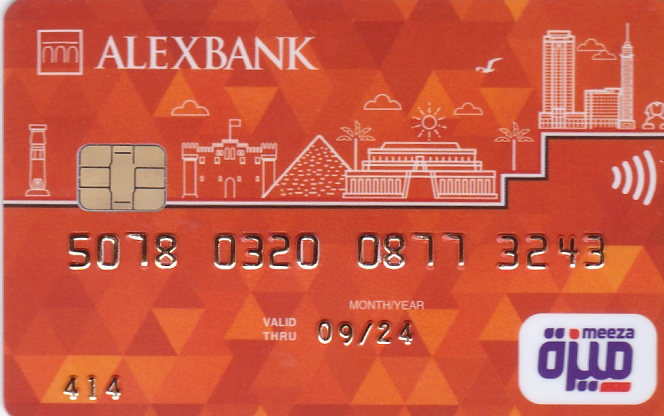 ALEXBANK
5078 0320 0877 3243
MONTH/YEAR
VALID THRU 09/24
meeza
ميزة
414